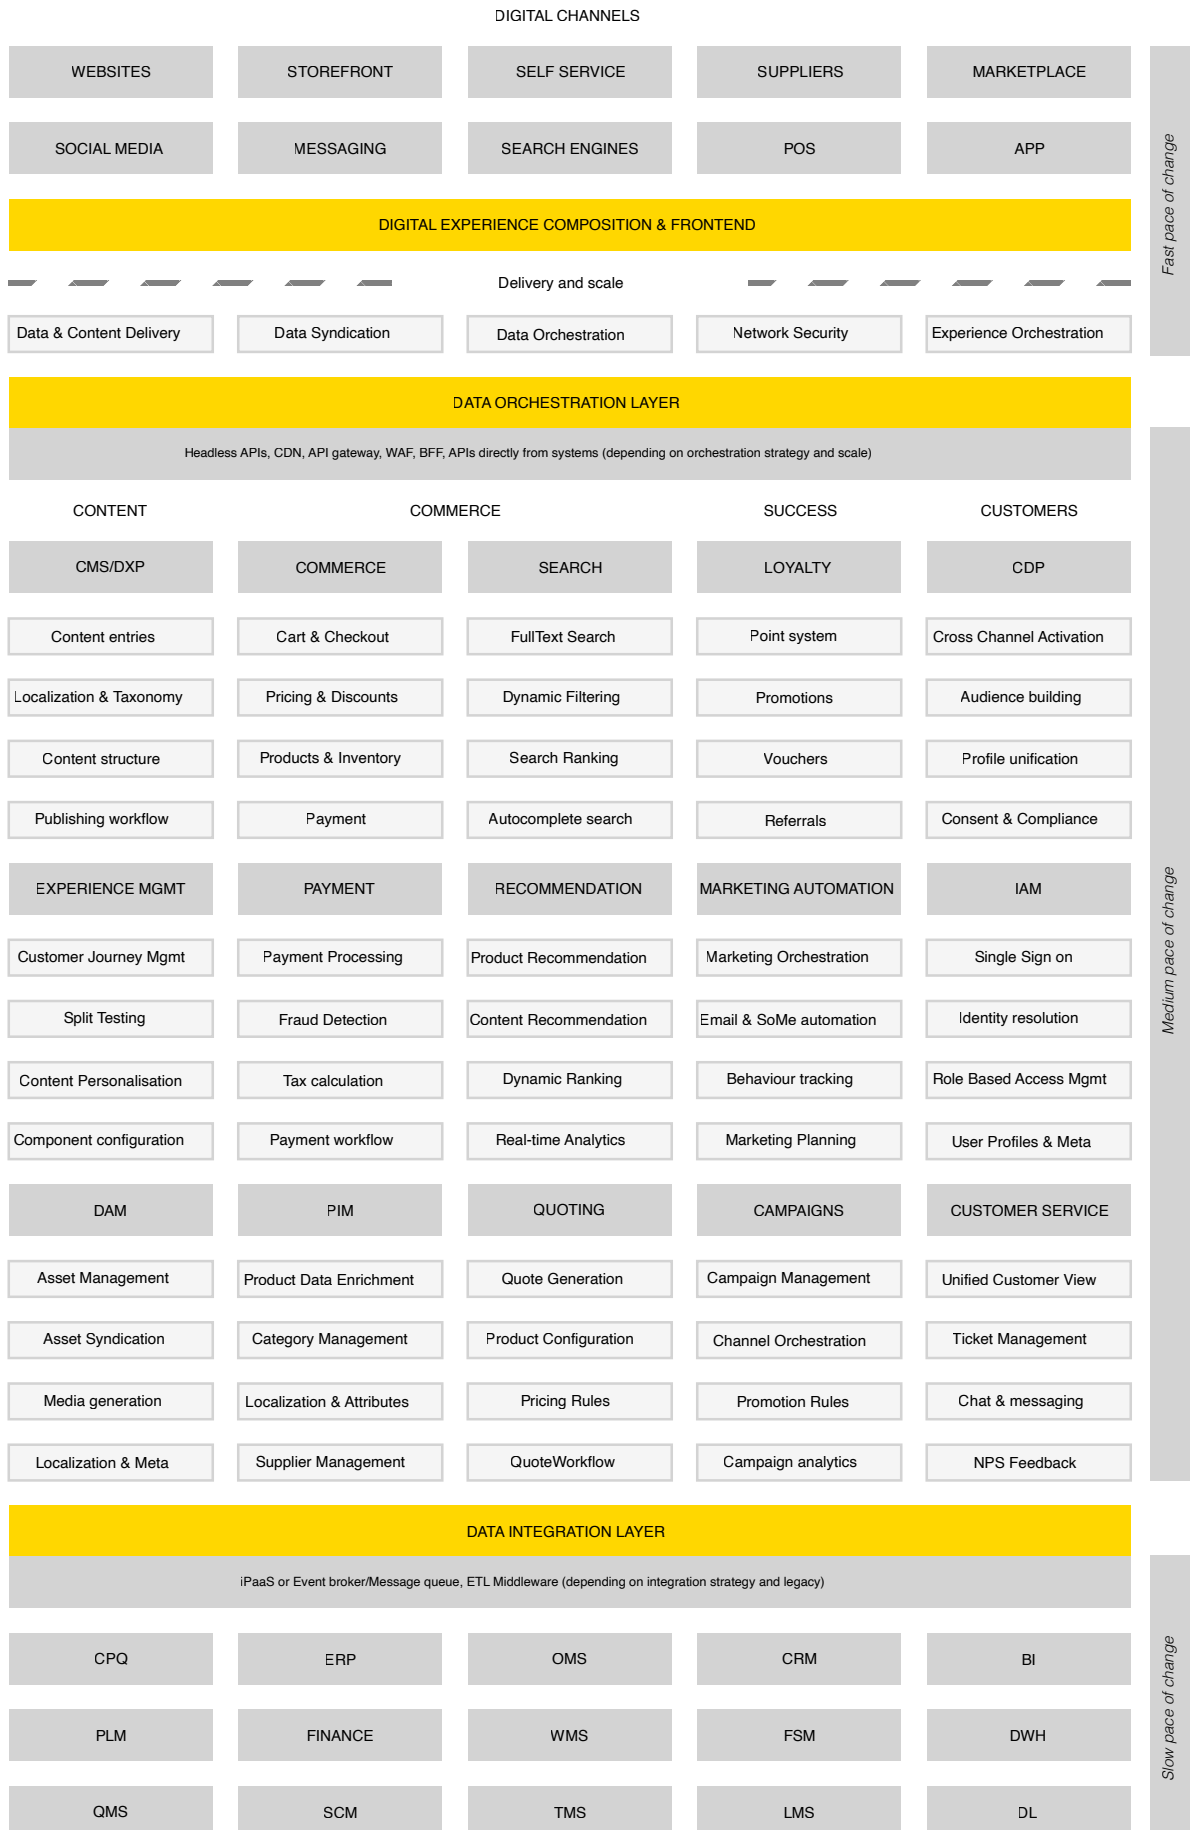 DIGITAL CHANNELS
WEBSITES
STOREFRONT
SELF SERVICE
SUPPLIERS
MARKETPLACE
SOCIAL MEDIA
MESSAGING
SEARCH ENGINES
POS
APP
Fast pace of change
DIGITAL EXPERIENCE COMPOSITION & FRONTEND
Delivery and scale
Data & Content Delivery
Data Syndication
Data Orchestration
Network Security
Experience Orchestration
DATA ORCHESTRATION LAYER
Headless APIs, CDN, API gateway, WAF, BFF, APIs directly from systems (depending on orchestration strategy and scale)
CONTENT
COMMERCE
SUCCESS
CUSTOMERS
CMS/DXP
COMMERCE
SEARCH
LOYALTY
CDP
Content entries
Cart & Checkout
FullText Search
Point system
Cross Channel Activation
Localization & Taxonomy
Pricing & Discounts
Dynamic Filtering
Promotions
Audience building
Content structure
Products & Inventory
Search Ranking
Vouchers
Profile unification
Publishing workflow
Payment
Autocomplete search
Referrals
Consent & Compliance
EXPERIENCE MGMT
PAYMENT
RECOMMENDATION
MARKETING AUTOMATION
IAM
Medium pace of change
Customer Journey Mgmt
Payment Processing
Product Recommendation
Marketing Orchestration
Single Sign on
Split Testing
Fraud Detection
Content Recommendation
Email & SoMe automation
Identity resolution
Content Personalisation
Tax calculation
Dynamic Ranking
Behaviour tracking
Role Based Access Mgmt
Component configuration
Payment workflow
Real-time Analytics
Marketing Planning
User Profiles & Meta
DAM
PIM
QUOTING
CAMPAIGNS
CUSTOMER SERVICE
Asset Management
Product Data Enrichment
Quote Generation
Campaign Management
Unified Customer View
Asset Syndication
Category Management
Product Configuration
Channel Orchestration
Ticket Management
Media generation
Localization & Attributes
Pricing Rules
Promotion Rules
Chat & messaging
Localization & Meta
Supplier Management
QuoteWorkflow
Campaign analytics
NPS Feedback
DATA INTEGRATION LAYER
iPaaS or Event broker/Message queue, ETL Middleware (depending on integration strategy and legacy)
CPQ
ERP
OMS
CRM
BI
PLM
FINANCE
WMS
FSM
DWH
Slow pace of change
QMS
SCM
TMS
LMS
DL